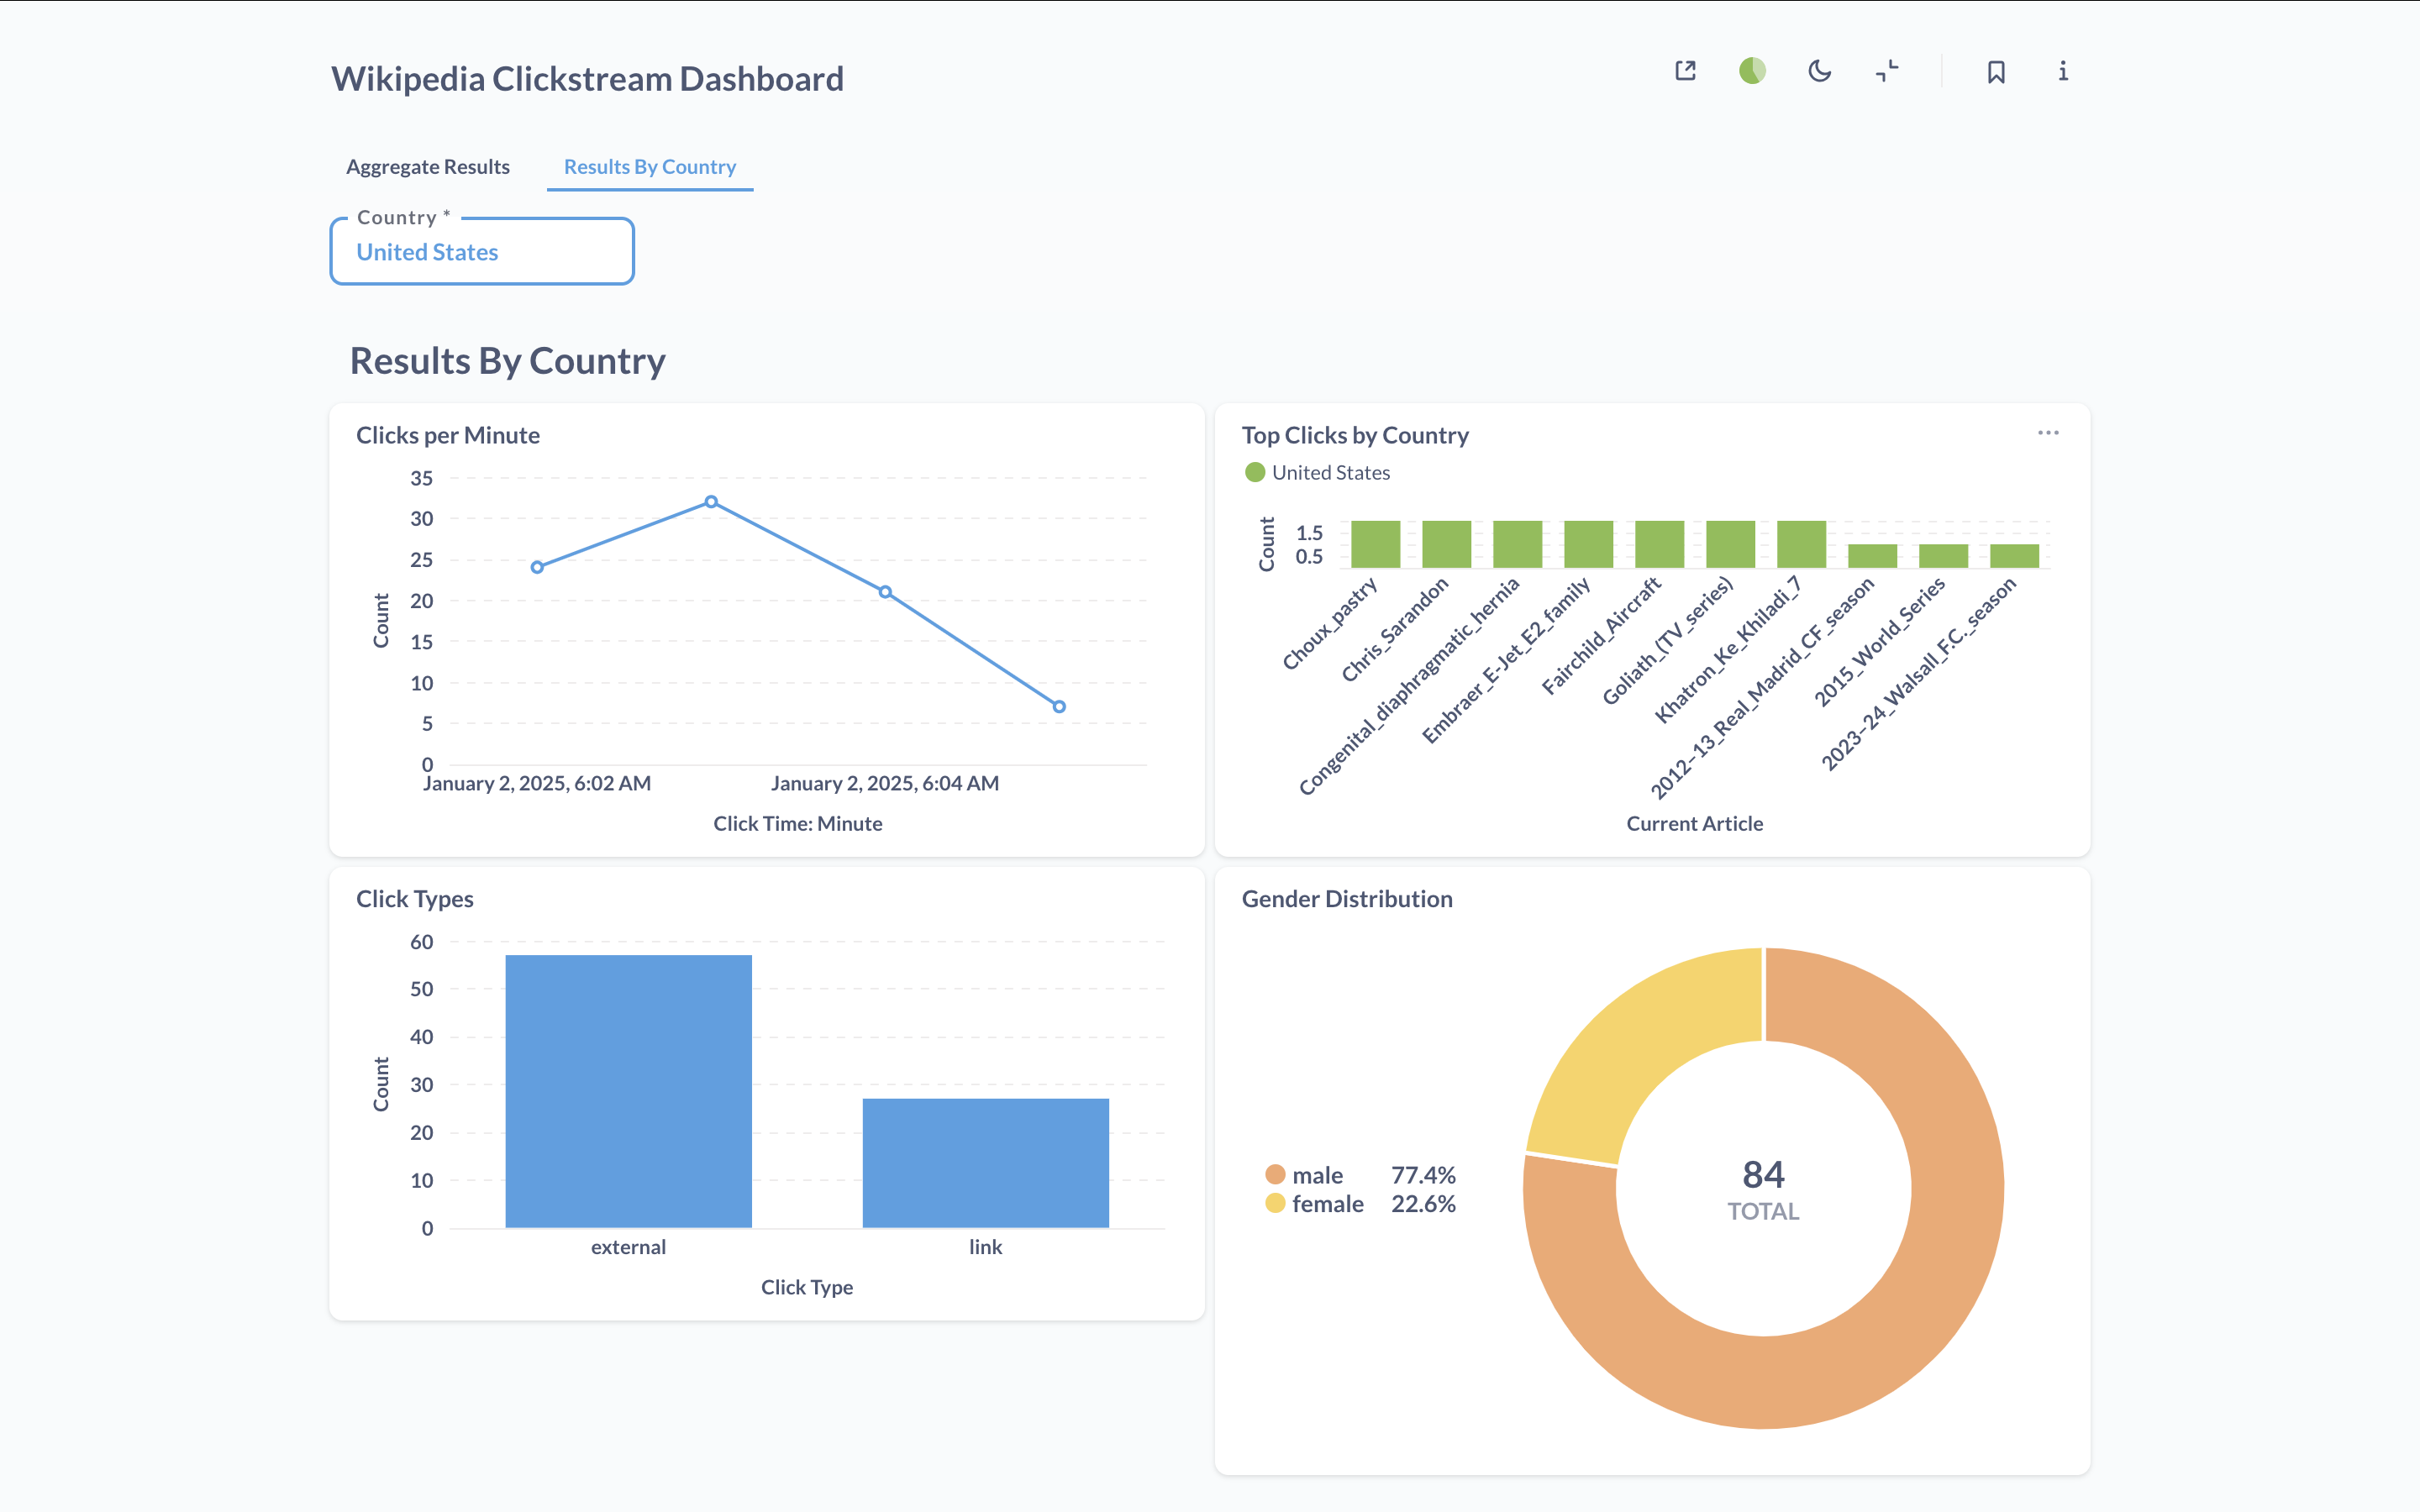 Wikipedia Clickstream Dashboard
Aggregate Results
Results By Country
Country *
United States
Results By Country
Clicks per Minute
35
30
25
20
15
10
5
0
Count
January 2, 2025, 6:02 AM
January 2, 2025, 6:04 AM
Click Time: Minute
Top Clicks by Country
United States
Count
1.5
0.5
Choux_pastry
Chris_Sarandon
Congenital_diaphragmatic_hernia
Embraer_E-Jet_E2_family
Fairchild_Aircraft
Goliath_(TV_series)
Khatron_Ke_Khiladi_7
2012–13_Real_Madrid_CF_season
2015_World_Series
2023–24_Walsall_F.C._season
Current Article
Click Types
60
50
40
30
20
10
0
Count
external
link
Click Type
Gender Distribution
male 77.4%
female 22.6%
84
TOTAL